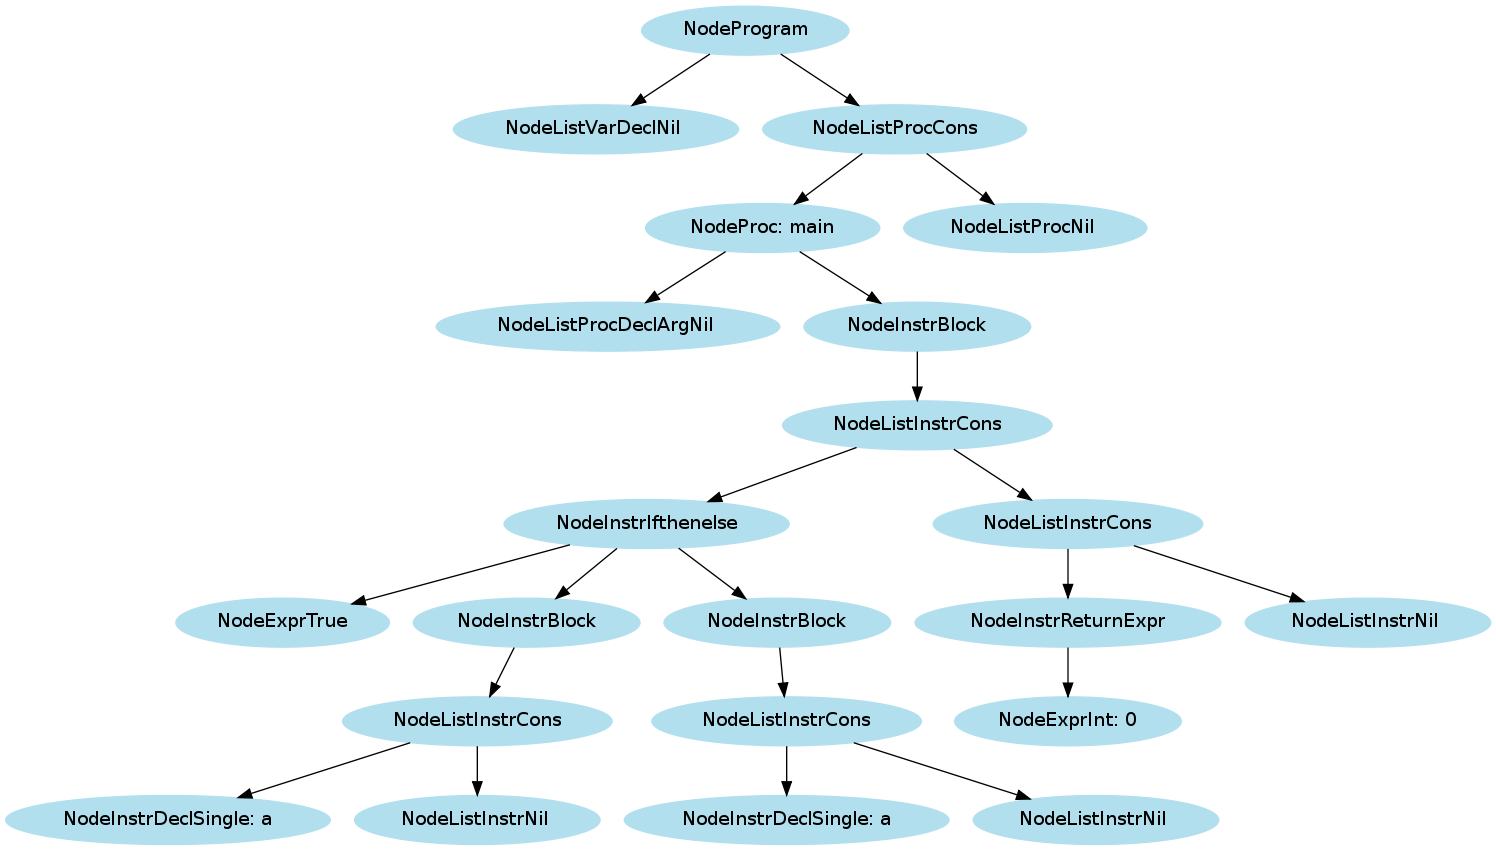 NodeProgram
NodeListVarDeclNil
NodeListProcCons
NodeProc: main
NodeListProcNil
NodeListProcDeclArgNil
NodeInstrBlock
NodeListInstrCons
NodeInstrIfthenelse
NodeListInstrCons
NodeExprTrue
NodeInstrBlock
NodeInstrBlock
NodeInstrReturnExpr
NodeListInstrNil
NodeListInstrCons
NodeListInstrCons
NodeExprInt: 0
NodeInstrDeclSingle: a
NodeListInstrNil
NodeInstrDeclSingle: a
NodeListInstrNil